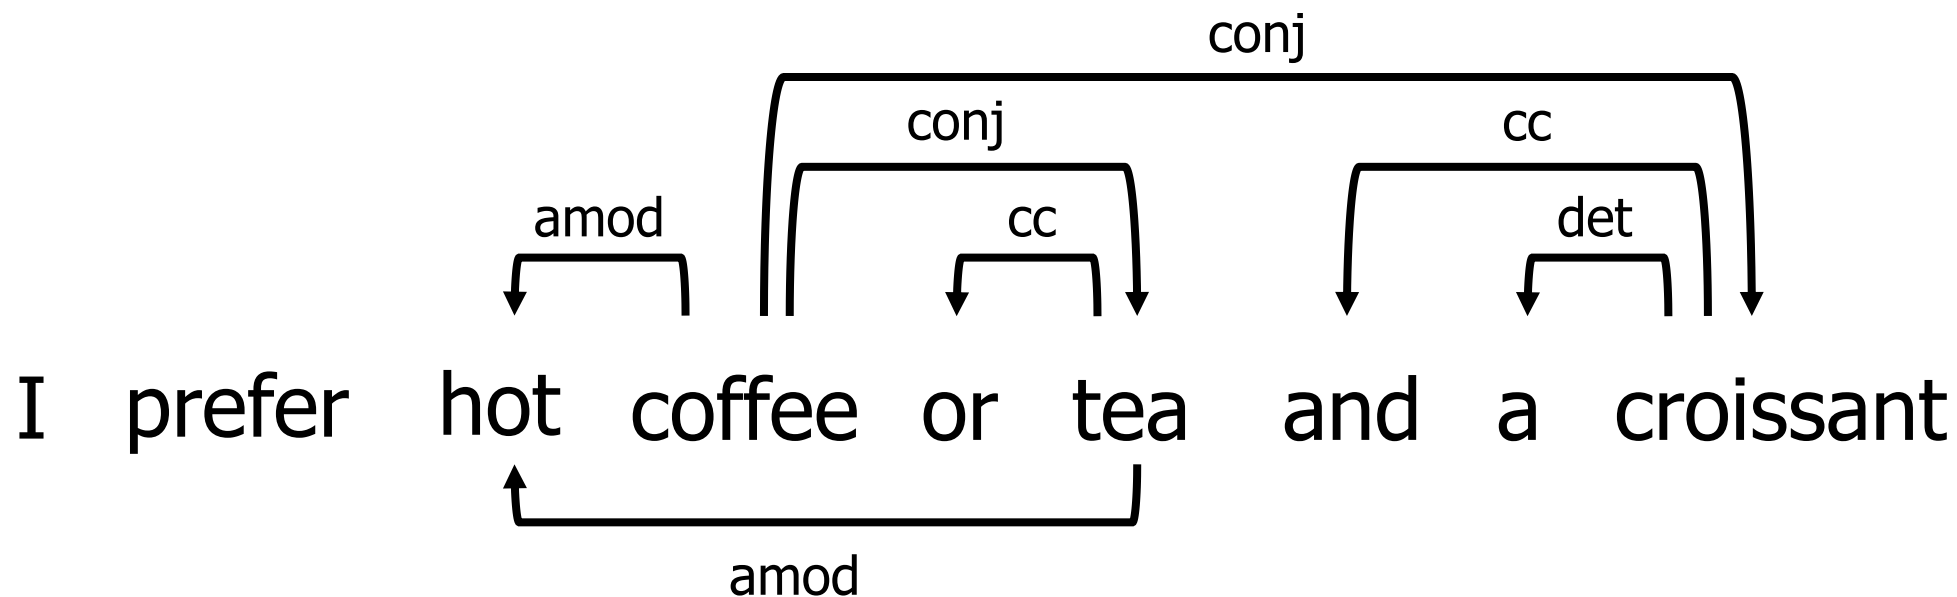 conj
conj cc
amod cc det
I prefer hot coffee or tea and a croissant
amod